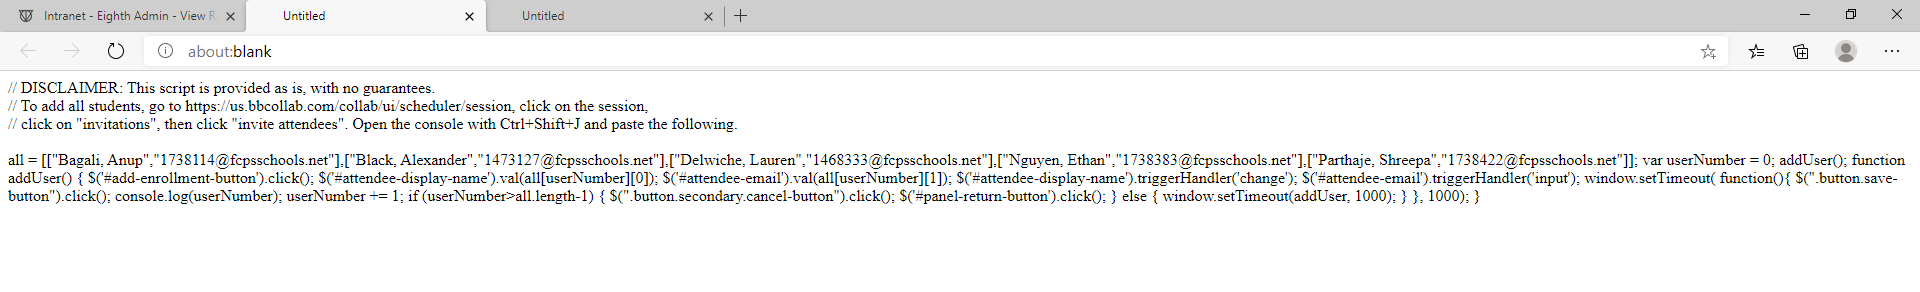 Intranet - Eighth Admin - View R
Untitled
Untitled
about:blank
// DISCLAIMER: This script is provided as is, with no guarantees.
// To add all students, go to https://us.bbcollab.com/collab/ui/scheduler/session, click on the session,
// click on "invitations", then click "invite attendees". Open the console with Ctrl+Shift+J and paste the following.
all = [["Bagali, Anup","1738114@fcpsschools.net"],["Black, Alexander","1473127@fcpsschools.net"],["Delwiche, Lauren","1468333@fcpsschools.net"],["Nguyen, Ethan","1738383@fcpsschools.net"],["Parthaje, Shreepa","1738422@fcpsschools.net"]]; var userNumber = 0; addUser(); function
addUser() { $('#add-enrollment-button').click(); $('#attendee-display-name').val(all[userNumber][0]); $('#attendee-email').val(all[userNumber][1]); $('#attendee-display-name').triggerHandler('change'); $('#attendee-email').triggerHandler('input'); window.setTimeout( function(){ $(".button.save-
button").click(); console.log(userNumber); userNumber += 1; if (userNumber>all.length-1) { $(".button.secondary.cancel-button").click(); $('#panel-return-button').click(); } else { window.setTimeout(addUser, 1000); } }, 1000); }